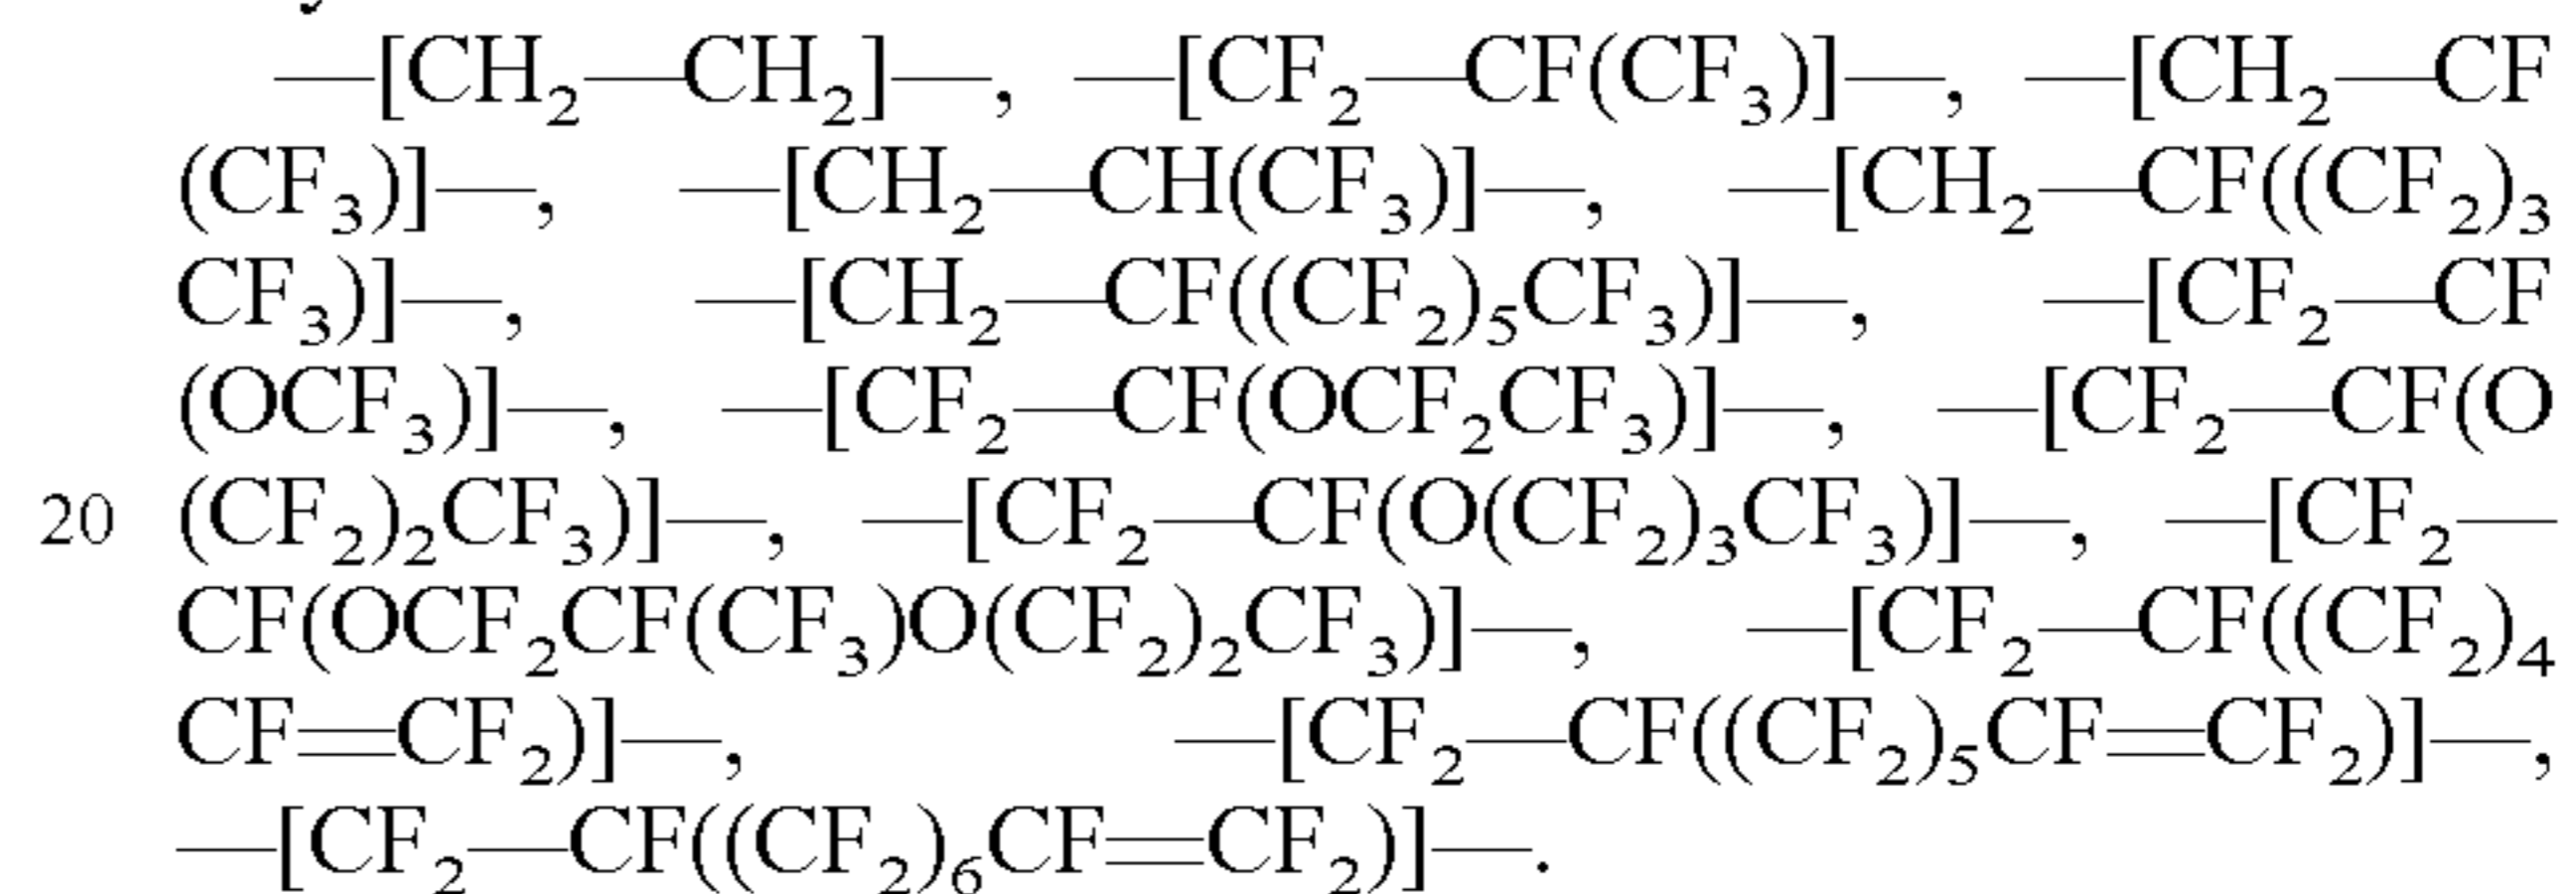 —[CH₂—CH₂]—, —[CF₂—CF(CF₃)]—, —[CH₂—CF
(CF₃)]—, —[CH₂—CH(CF₃)]—, —[CH₂—CF((CF₂)₃
CF₃)]—, —[CH₂—CF((CF₂)₅CF₃)]—, —[CF₂—CF
(OCF₃)]—, —[CF₂—CF(OCF₂CF₃)]—, —[CF₂—CF(O
20 (CF₂)₂CF₃)]—, —[CF₂—CF(O(CF₂)₃CF₃)]—, —[CF₂—
CF(OCF₂CF(CF₃)O(CF₂)₂CF₃)]—, —[CF₂—CF((CF₂)₄
CF=CF₂)]—, —[CF₂—CF((CF₂)₅CF=CF₂)]—,
—[CF₂—CF((CF₂)₆CF=CF₂)]—.